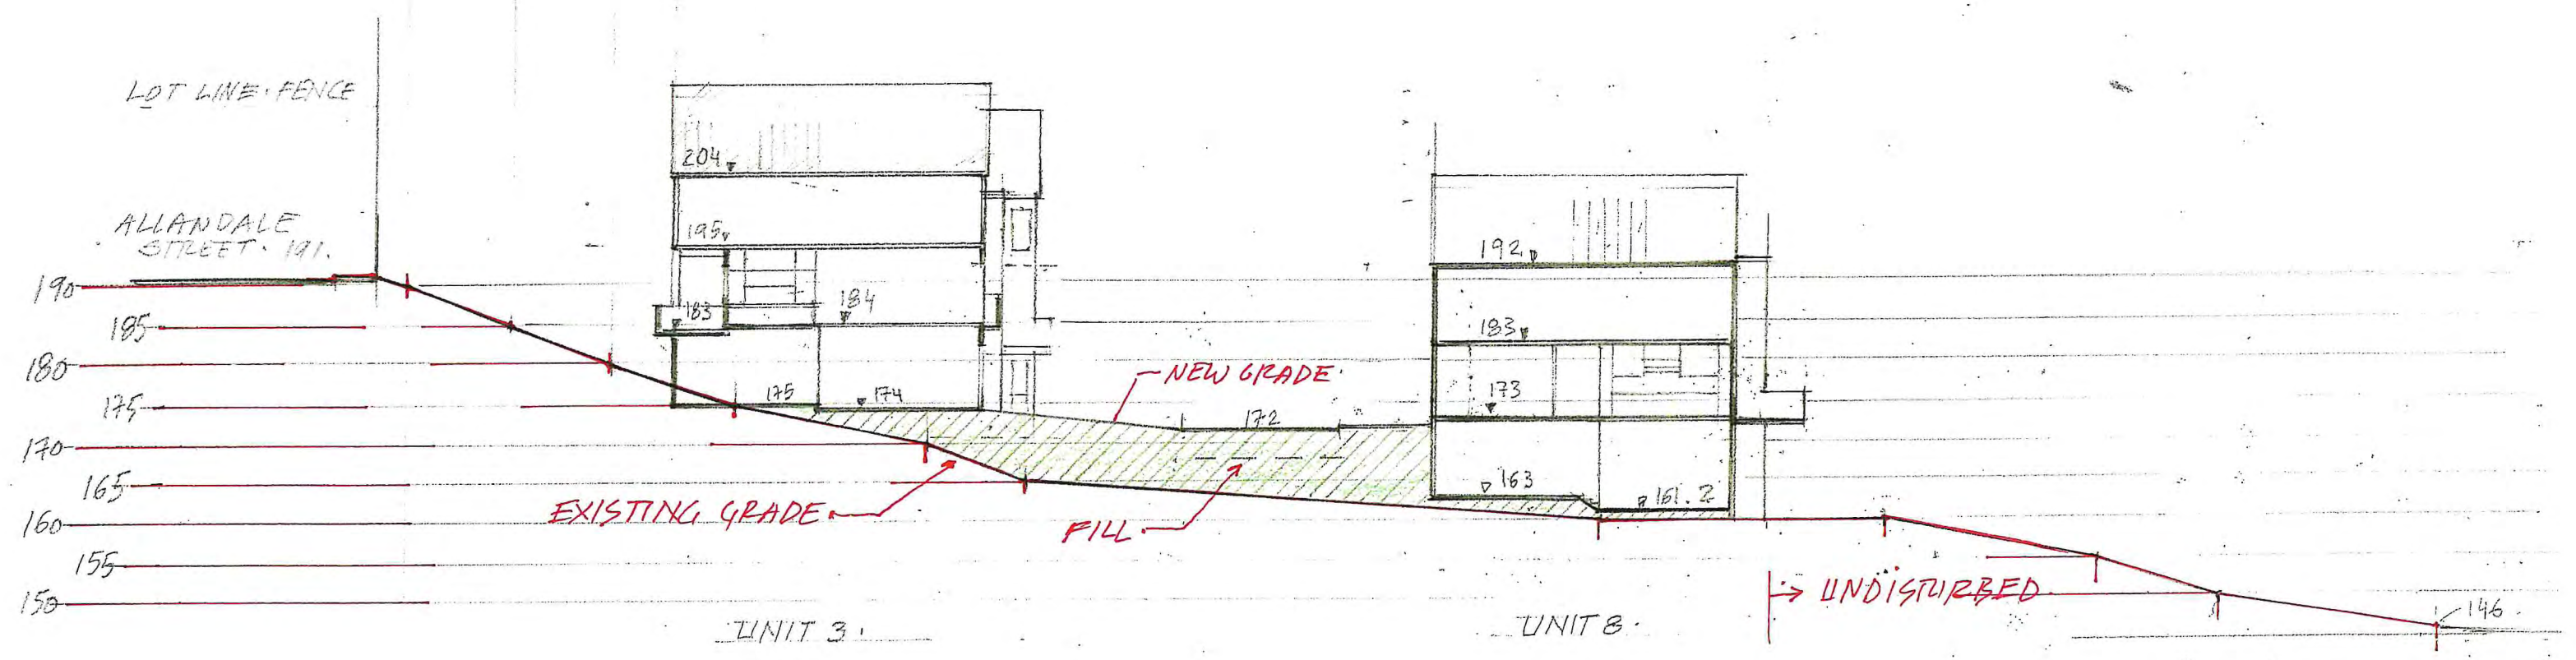 LOT LINE · FENCE
ALLANDALE
STREET · 191.
190
185
180
175
170
165
160
155
150
204
195
183
184
175
174
UNIT 3.
EXISTING GRADE
NEW GRADE
172
FILL
192
183
173
163
161.2
UNIT 8.
UNDISTURBED
146